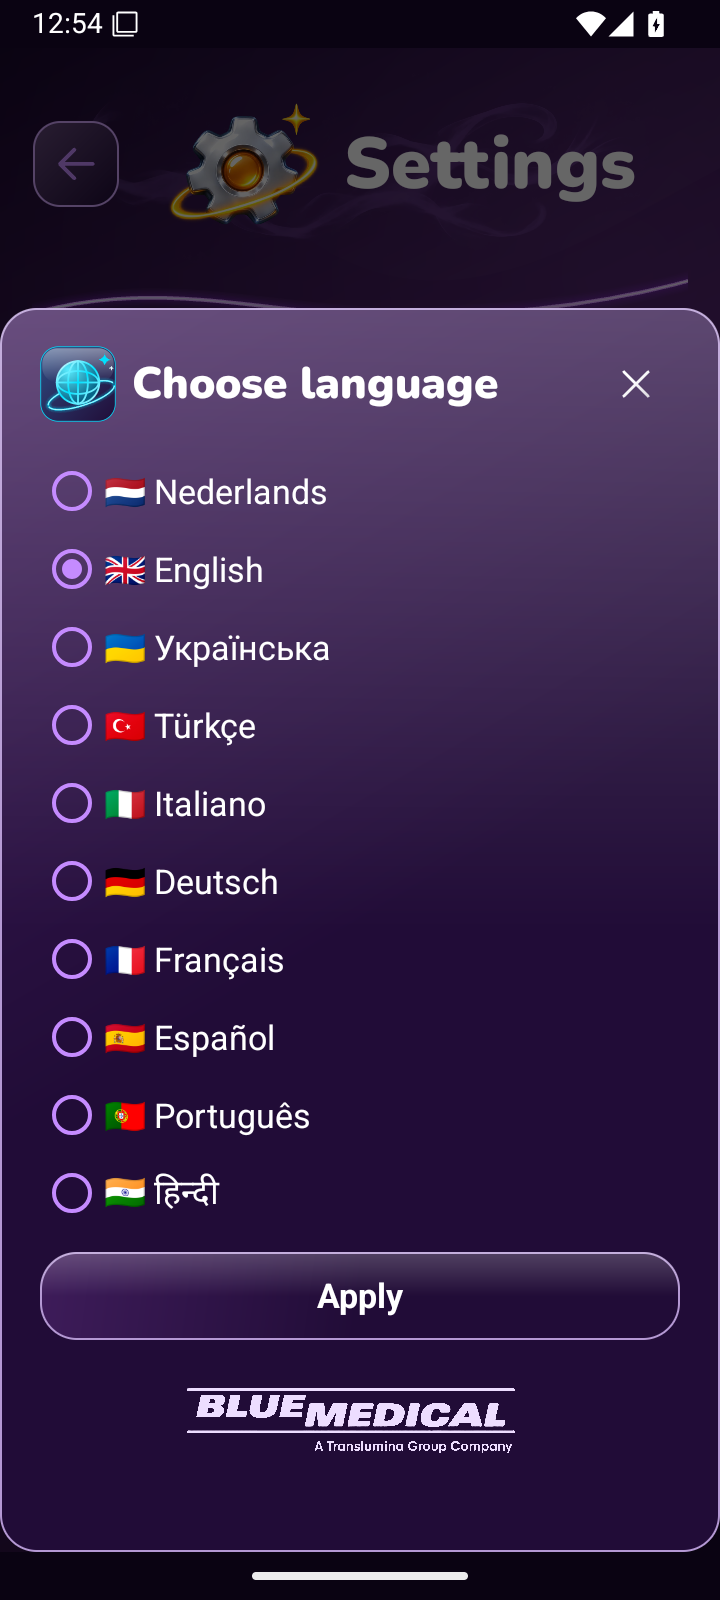 12:54
Settings
Choose language
Nederlands
English
Українська
Türkçe
Italiano
Deutsch
Français
Español
Português
हिन्दी
Apply
BLUEMEDICAL
A Translumina Group Company